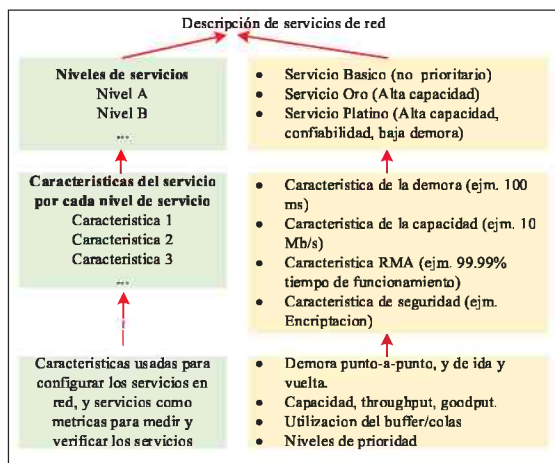 Descripción de servicios de red
Niveles de servicios
Nivel A
Nivel B
...
Caracteristicas del servicio
por cada nivel de servicio
Caracteristica 1
Caracteristica 2
Caracteristica 3
...
Caracteristicas usadas para
configurar los servicios en
red, y servicios como
metricas para medir y
verificar los servicios
• Servicio Basico (no prioritario)
• Servicio Oro (Alta capacidad)
• Servicio Platino (Alta capacidad,
confiabilidad, baja demora)
• Caracteristica de la demora (ejm. 100
ms)
• Caracteristica de la capacidad (ejm. 10
Mb/s)
• Caracteristica RMA (ejm. 99.99%
tiempo de funcionamiento)
• Caracteristica de seguridad (ejm.
Encriptacion)
• Demora punto-a-punto, y de ida y
vuelta.
• Capacidad, throughput, goodput.
• Utilizacion del buffer/colas
• Niveles de prioridad